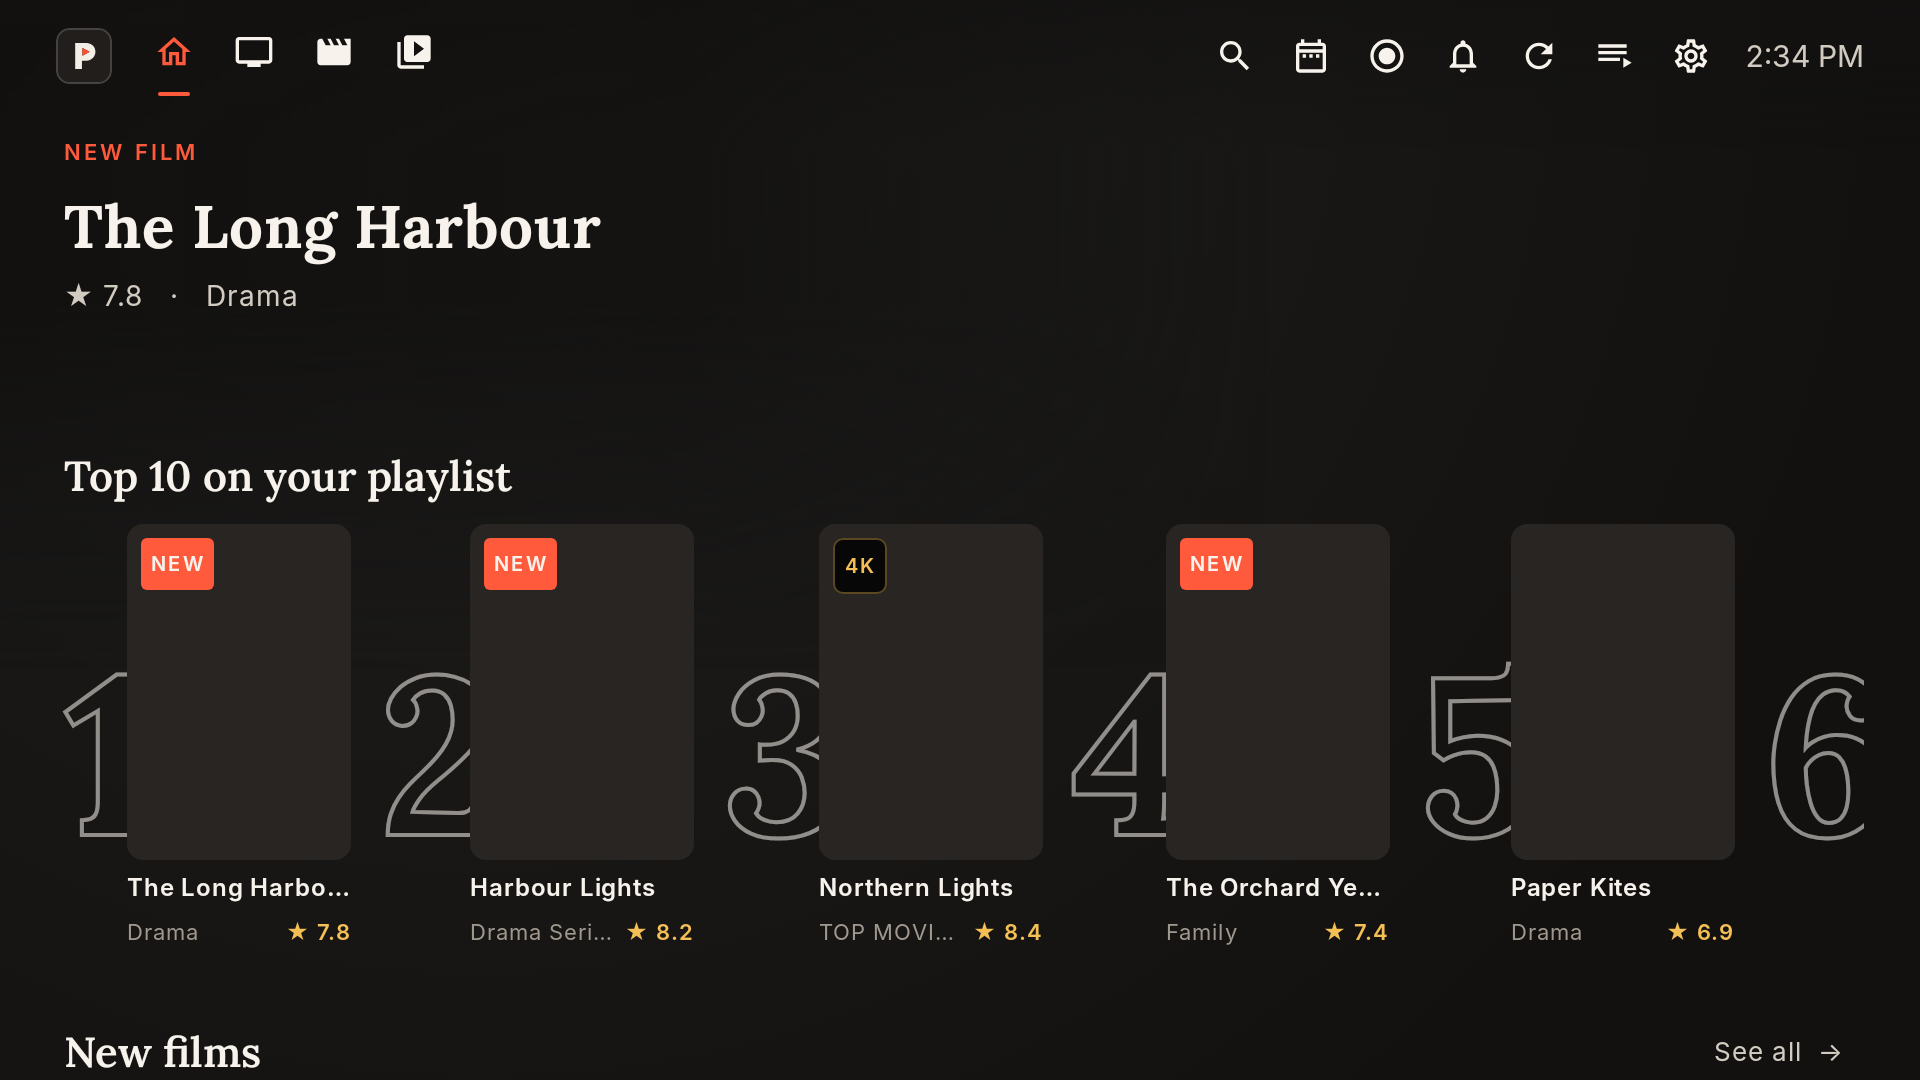 P
2:34 PM
NEW FILM
The Long Harbour
★ 7.8 · Drama
Top 10 on your playlist
1 NEW 2 NEW 3 4K 4 NEW 5 6
The Long Harbo... Harbour Lights Northern Lights The Orchard Ye... Paper Kites
Drama ★ 7.8 Drama Seri... ★ 8.2 TOP MOVI... ★ 8.4 Family ★ 7.4 Drama ★ 6.9
New films See all →